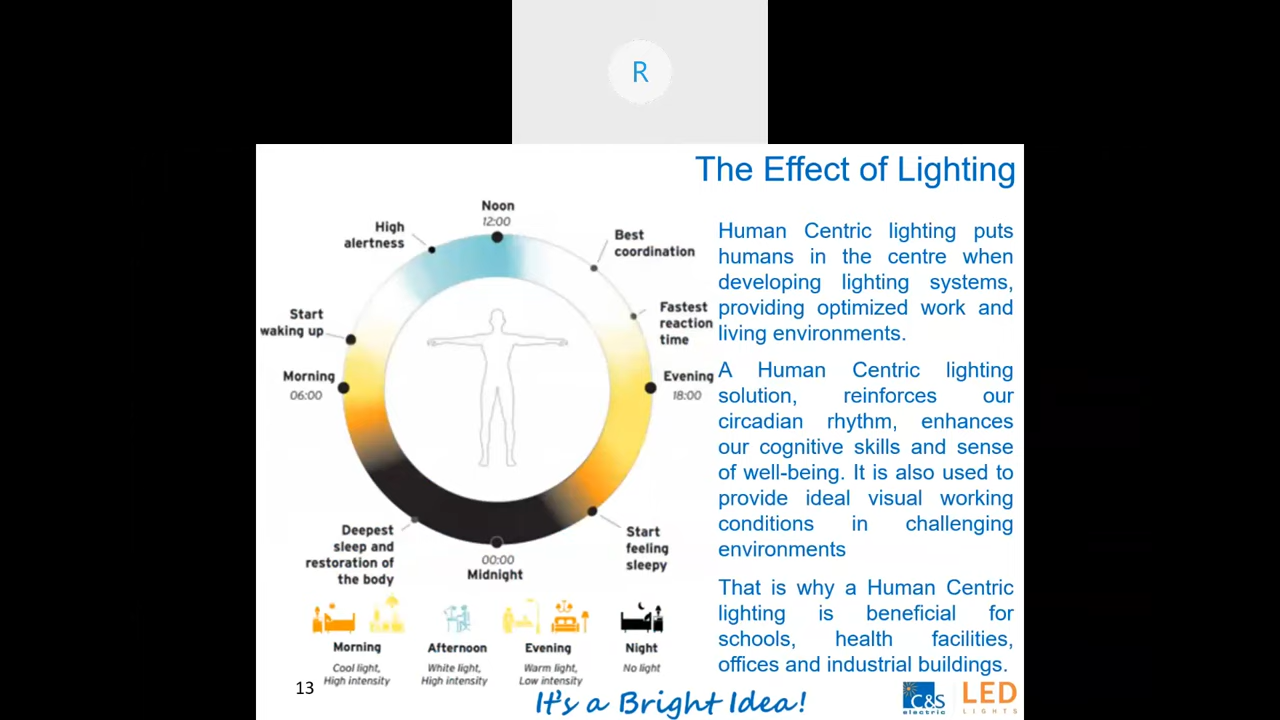 R
The Effect of Lighting
Noon
12:00
High
alertness
Best
coordination
Start
waking up
Fastest
reaction
time
Morning
06:00
Evening
18:00
Deepest
sleep and
restoration of
the body
00:00
Midnight
Start
feeling
sleepy
Morning
Cool light,
High intensity
Afternoon
White light,
High intensity
Evening
Warm light,
Low intensity
Night
No light
Human Centric lighting puts
humans in the centre when
developing lighting systems,
providing optimized work and
living environments.
A Human Centric lighting
solution, reinforces our
circadian rhythm, enhances
our cognitive skills and sense
of well-being. It is also used to
provide ideal visual working
conditions in challenging
environments
That is why a Human Centric
lighting is beneficial for
schools, health facilities,
offices and industrial buildings.
13
It's a Bright Idea!
C&S
electric
LED
LIGHTS